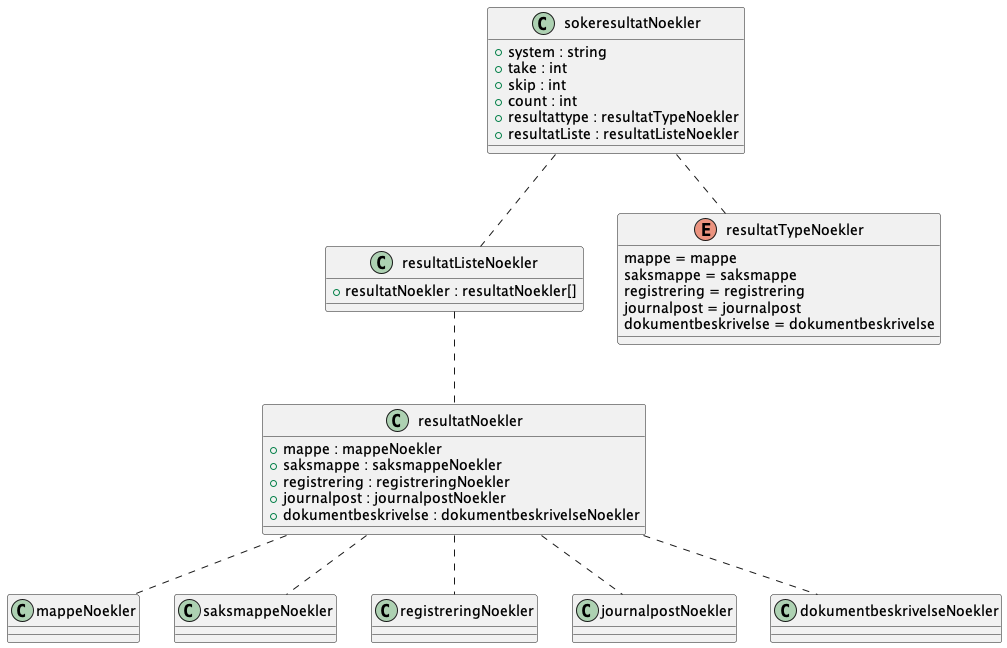 C sokeresultatNoekler
system : string
take : int
skip : int
count : int
resultattype : resultatTypeNoekler
resultatListe : resultatListeNoekler
E resultatTypeNoekler
mappe = mappe
saksmappe = saksmappe
registrering = registrering
journalpost = journalpost
dokumentbeskrivelse = dokumentbeskrivelse
C resultatListeNoekler
resultatNoekler : resultatNoekler[]
C resultatNoekler
mappe : mappeNoekler
saksmappe : saksmappeNoekler
registrering : registreringNoekler
journalpost : journalpostNoekler
dokumentbeskrivelse : dokumentbeskrivelseNoekler
C mappeNoekler
C saksmappeNoekler
C registreringNoekler
C journalpostNoekler
C dokumentbeskrivelseNoekler